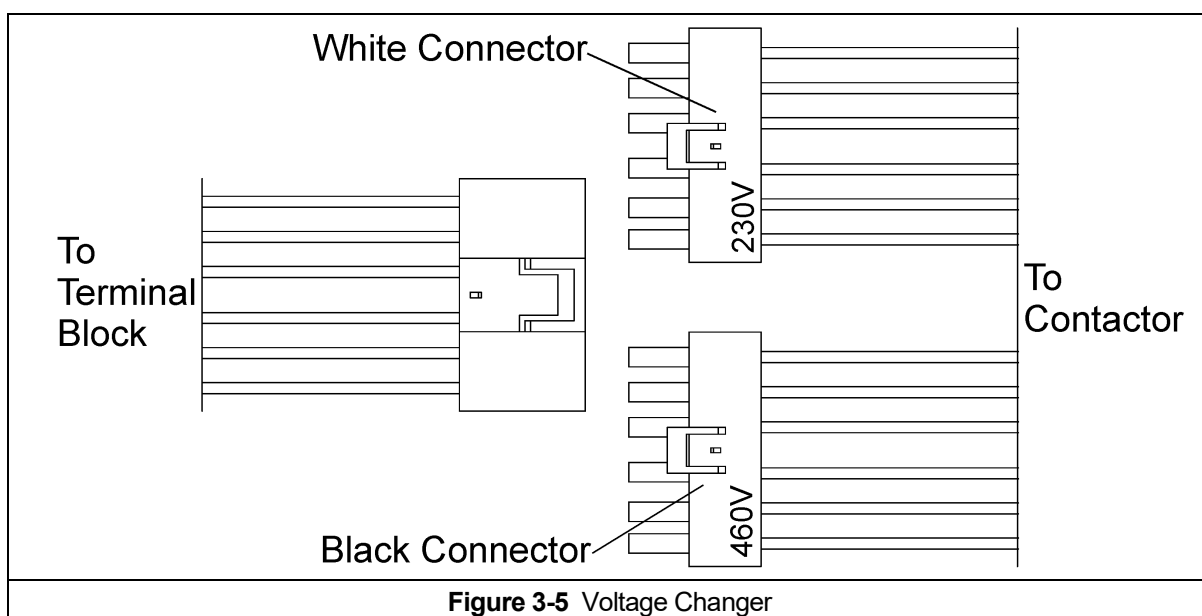 White Connector
230V
To
Terminal
Block
To
Contactor
460V
Black Connector
Figure 3-5 Voltage Changer